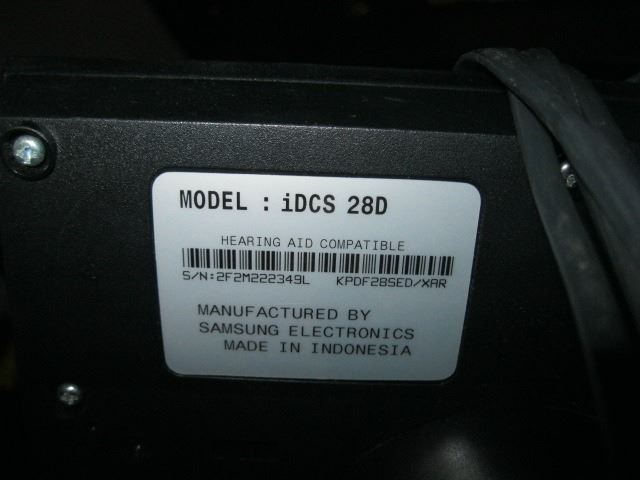 MODEL : iDCS 28D
HEARING AID COMPATIBLE
S/N:2F2M222349L KPDF28SED/XAR
MANUFACTURED BY
SAMSUNG ELECTRONICS
MADE IN INDONESIA